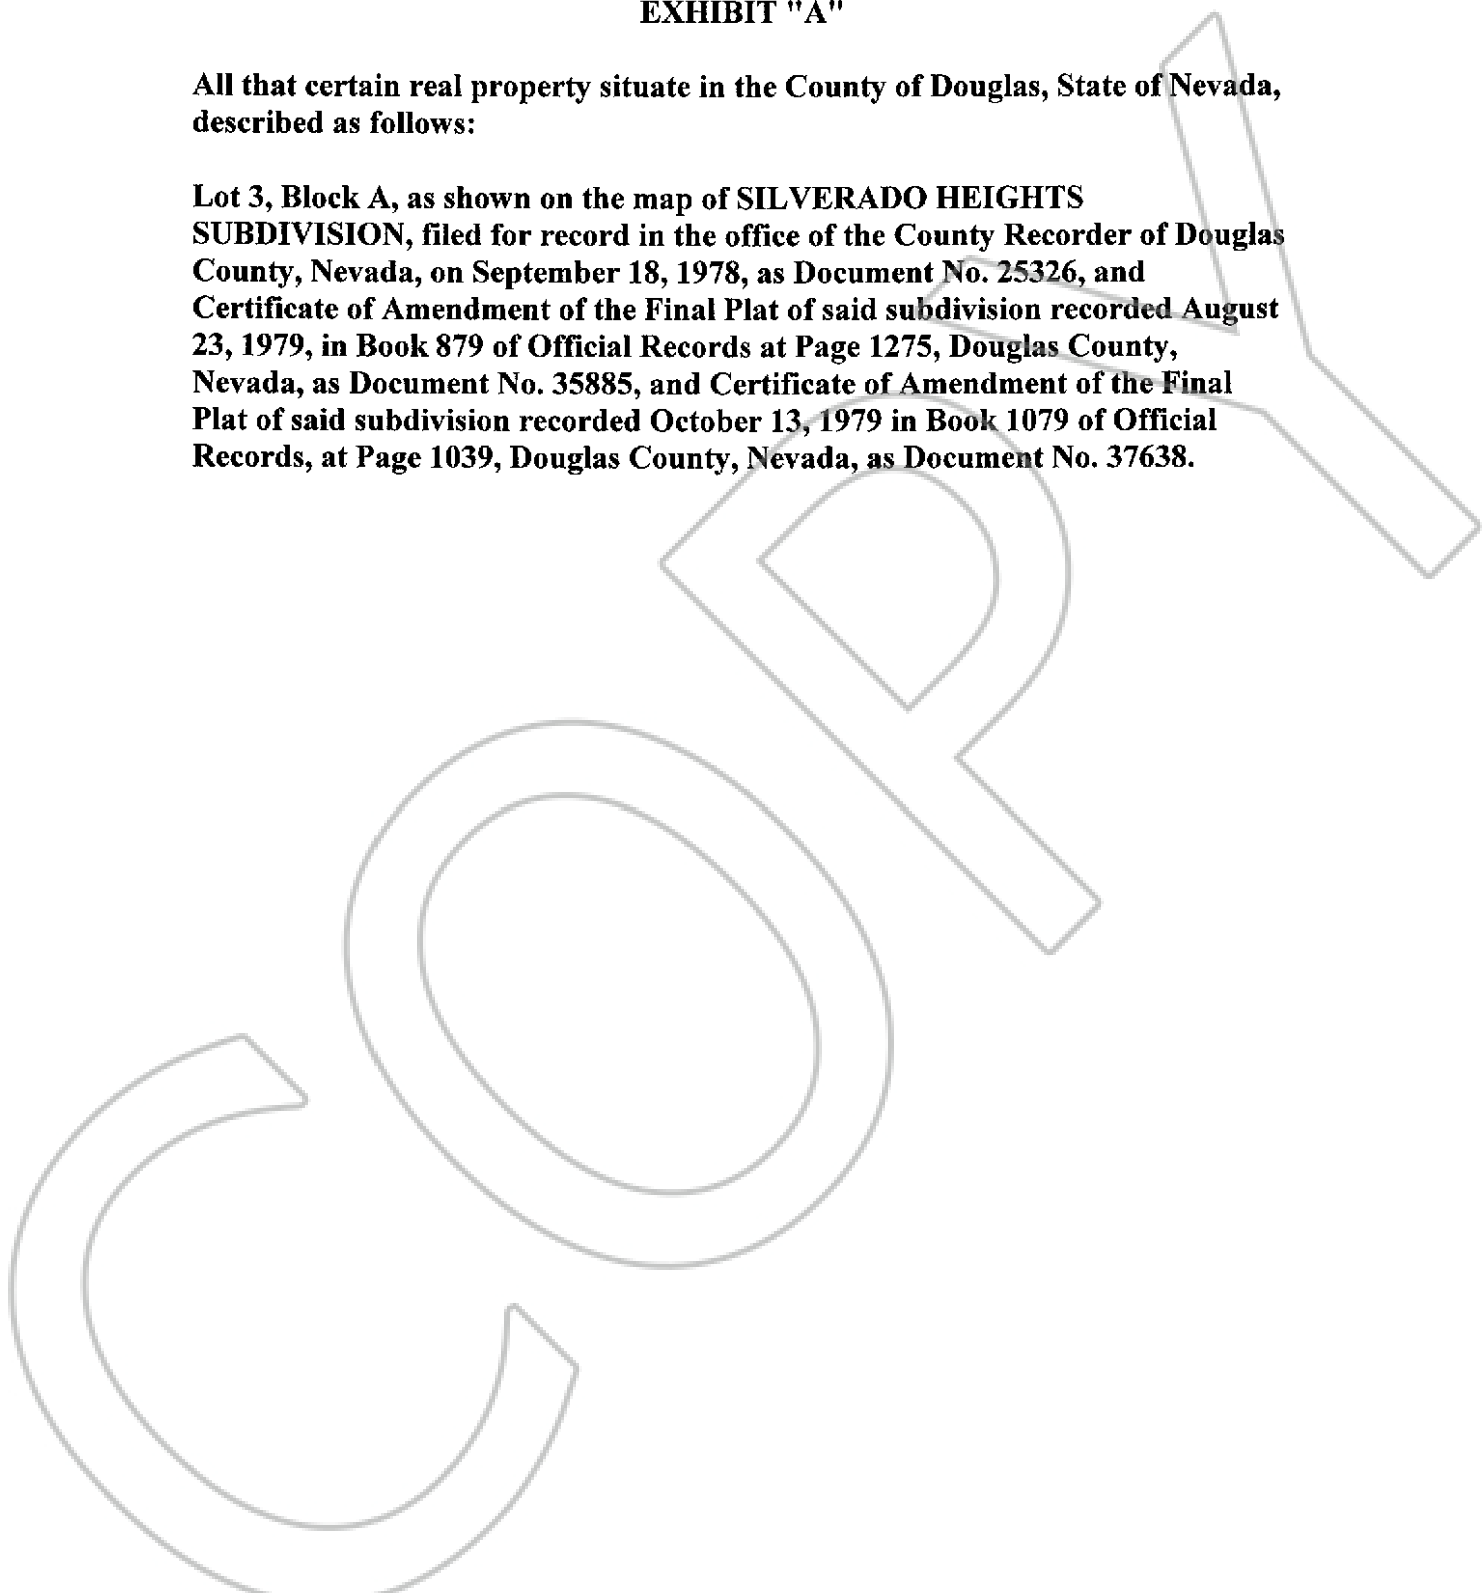 EXHIBIT "A"
All that certain real property situate in the County of Douglas, State of Nevada,
described as follows:
Lot 3, Block A, as shown on the map of SILVERADO HEIGHTS
SUBDIVISION, filed for record in the office of the County Recorder of Douglas
County, Nevada, on September 18, 1978, as Document No. 25326, and
Certificate of Amendment of the Final Plat of said subdivision recorded August
23, 1979, in Book 879 of Official Records at Page 1275, Douglas County,
Nevada, as Document No. 35885, and Certificate of Amendment of the Final
Plat of said subdivision recorded October 13, 1979 in Book 1079 of Official
Records, at Page 1039, Douglas County, Nevada, as Document No. 37638.
COPY